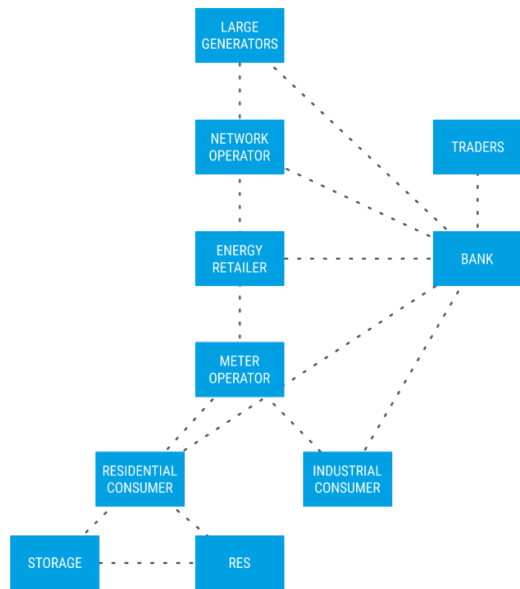 LARGE
GENERATORS
NETWORK
OPERATOR
TRADERS
ENERGY
RETAILER
BANK
METER
OPERATOR
RESIDENTIAL
CONSUMER
INDUSTRIAL
CONSUMER
STORAGE
RES